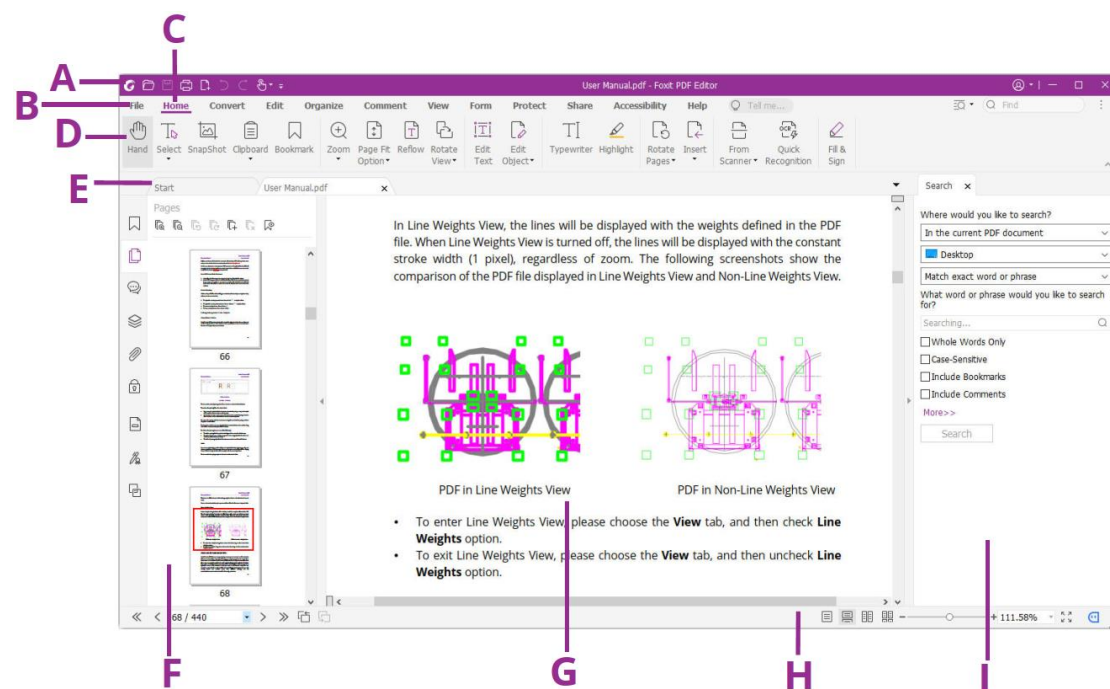 C
A
User Manual.pdf - Foxit PDF Editor
B
File Home Convert Edit Organize Comment View Form Protect Share Accessibility Help Tell me... Find
D
Hand Select SnapShot Clipboard Bookmark Zoom Page Fit Option Reflow Rotate View Edit Text Edit Object Typewriter Highlight Rotate Pages Insert From Scanner Quick Recognition Fill & Sign
E
Start User Manual.pdf
Search
Pages
In Line Weights View, the lines will be displayed with the weights defined in the PDF
file. When Line Weights View is turned off, the lines will be displayed with the constant
stroke width (1 pixel), regardless of zoom. The following screenshots show the
comparison of the PDF file displayed in Line Weights View and Non-Line Weights View.
66
67
68
PDF in Line Weights View
PDF in Non-Line Weights View
• To enter Line Weights View, please choose the View tab, and then check Line
Weights option.
• To exit Line Weights View, please choose the View tab, and then uncheck Line
Weights option.
Where would you like to search?
In the current PDF document
Desktop
Match exact word or phrase
What word or phrase would you like to search
for?
Searching...
Whole Words Only
Case-Sensitive
Include Bookmarks
Include Comments
More>>
Search
68 / 440
111.58%
F
G
H
I